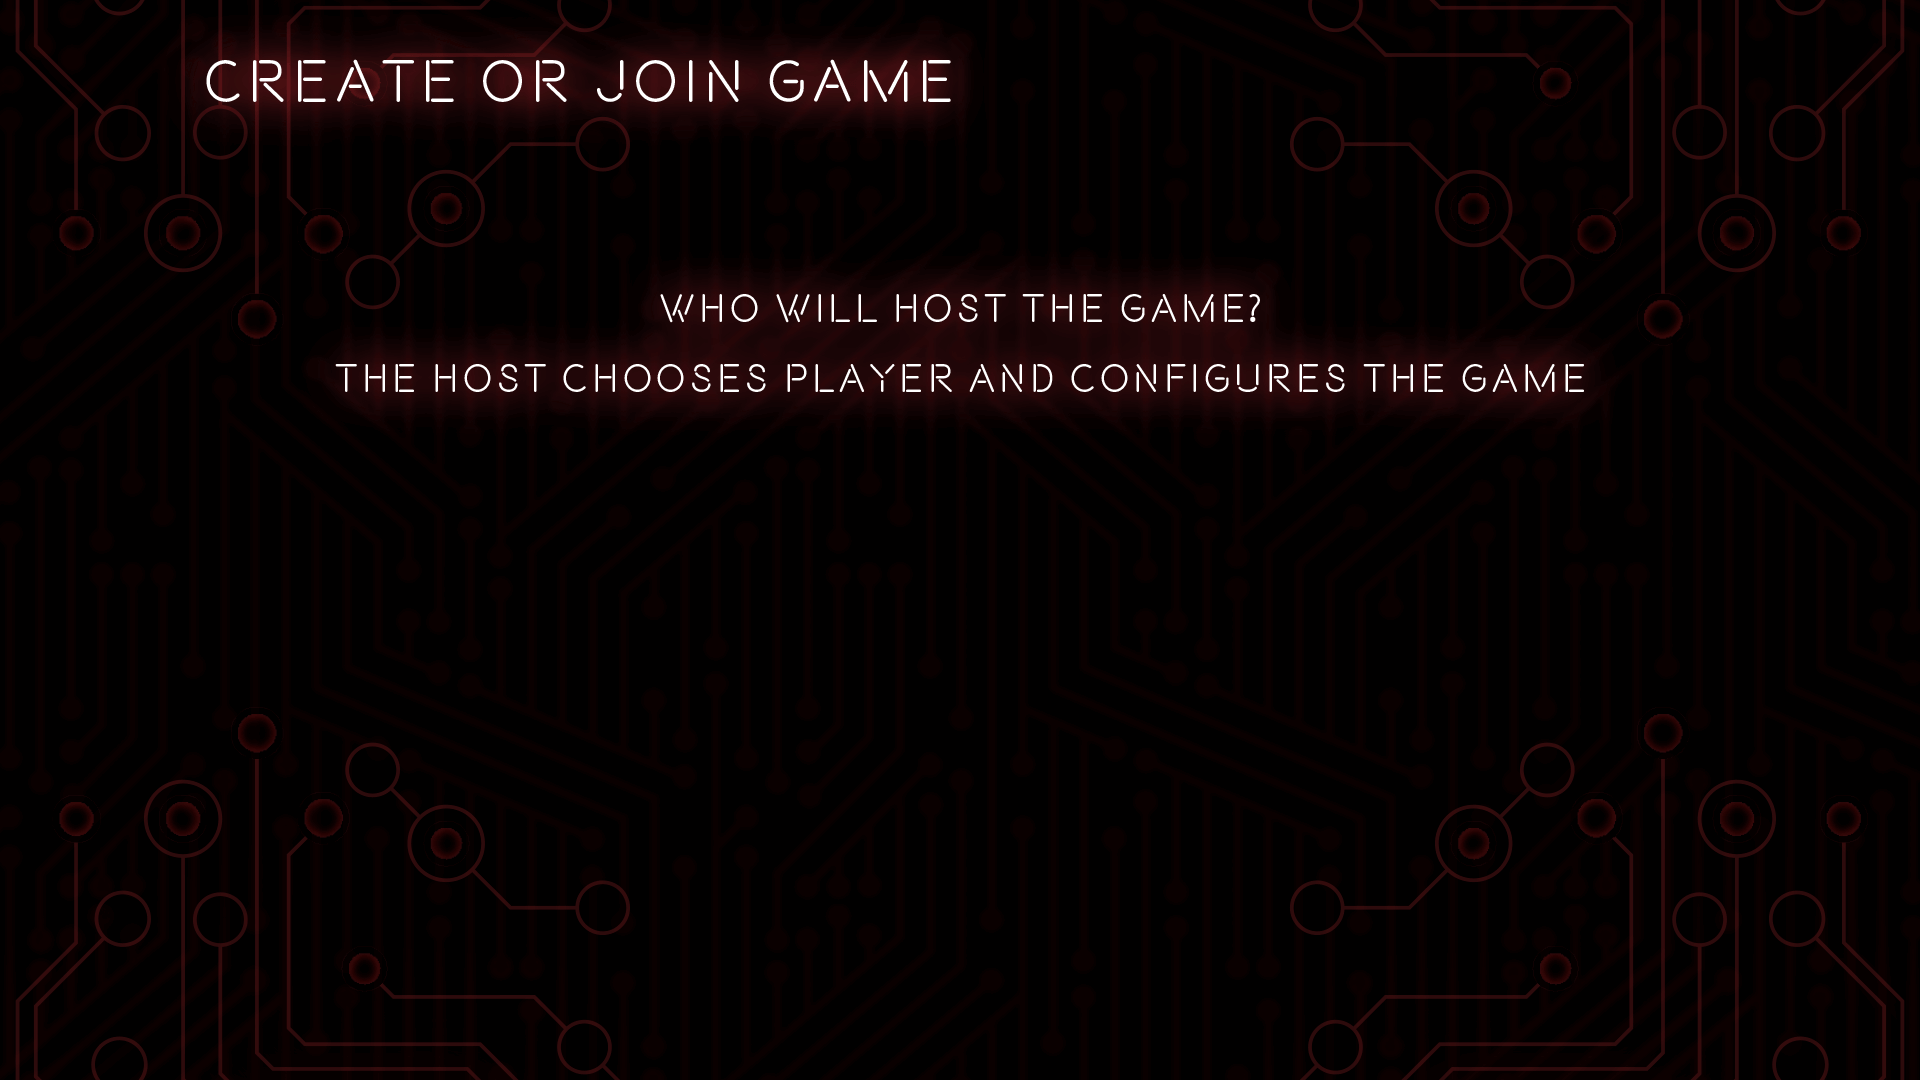 CREATE OR JOIN GAME
WHO WILL HOST THE GAME?
THE HOST CHOOSES PLAYER AND CONFIGURES THE GAME